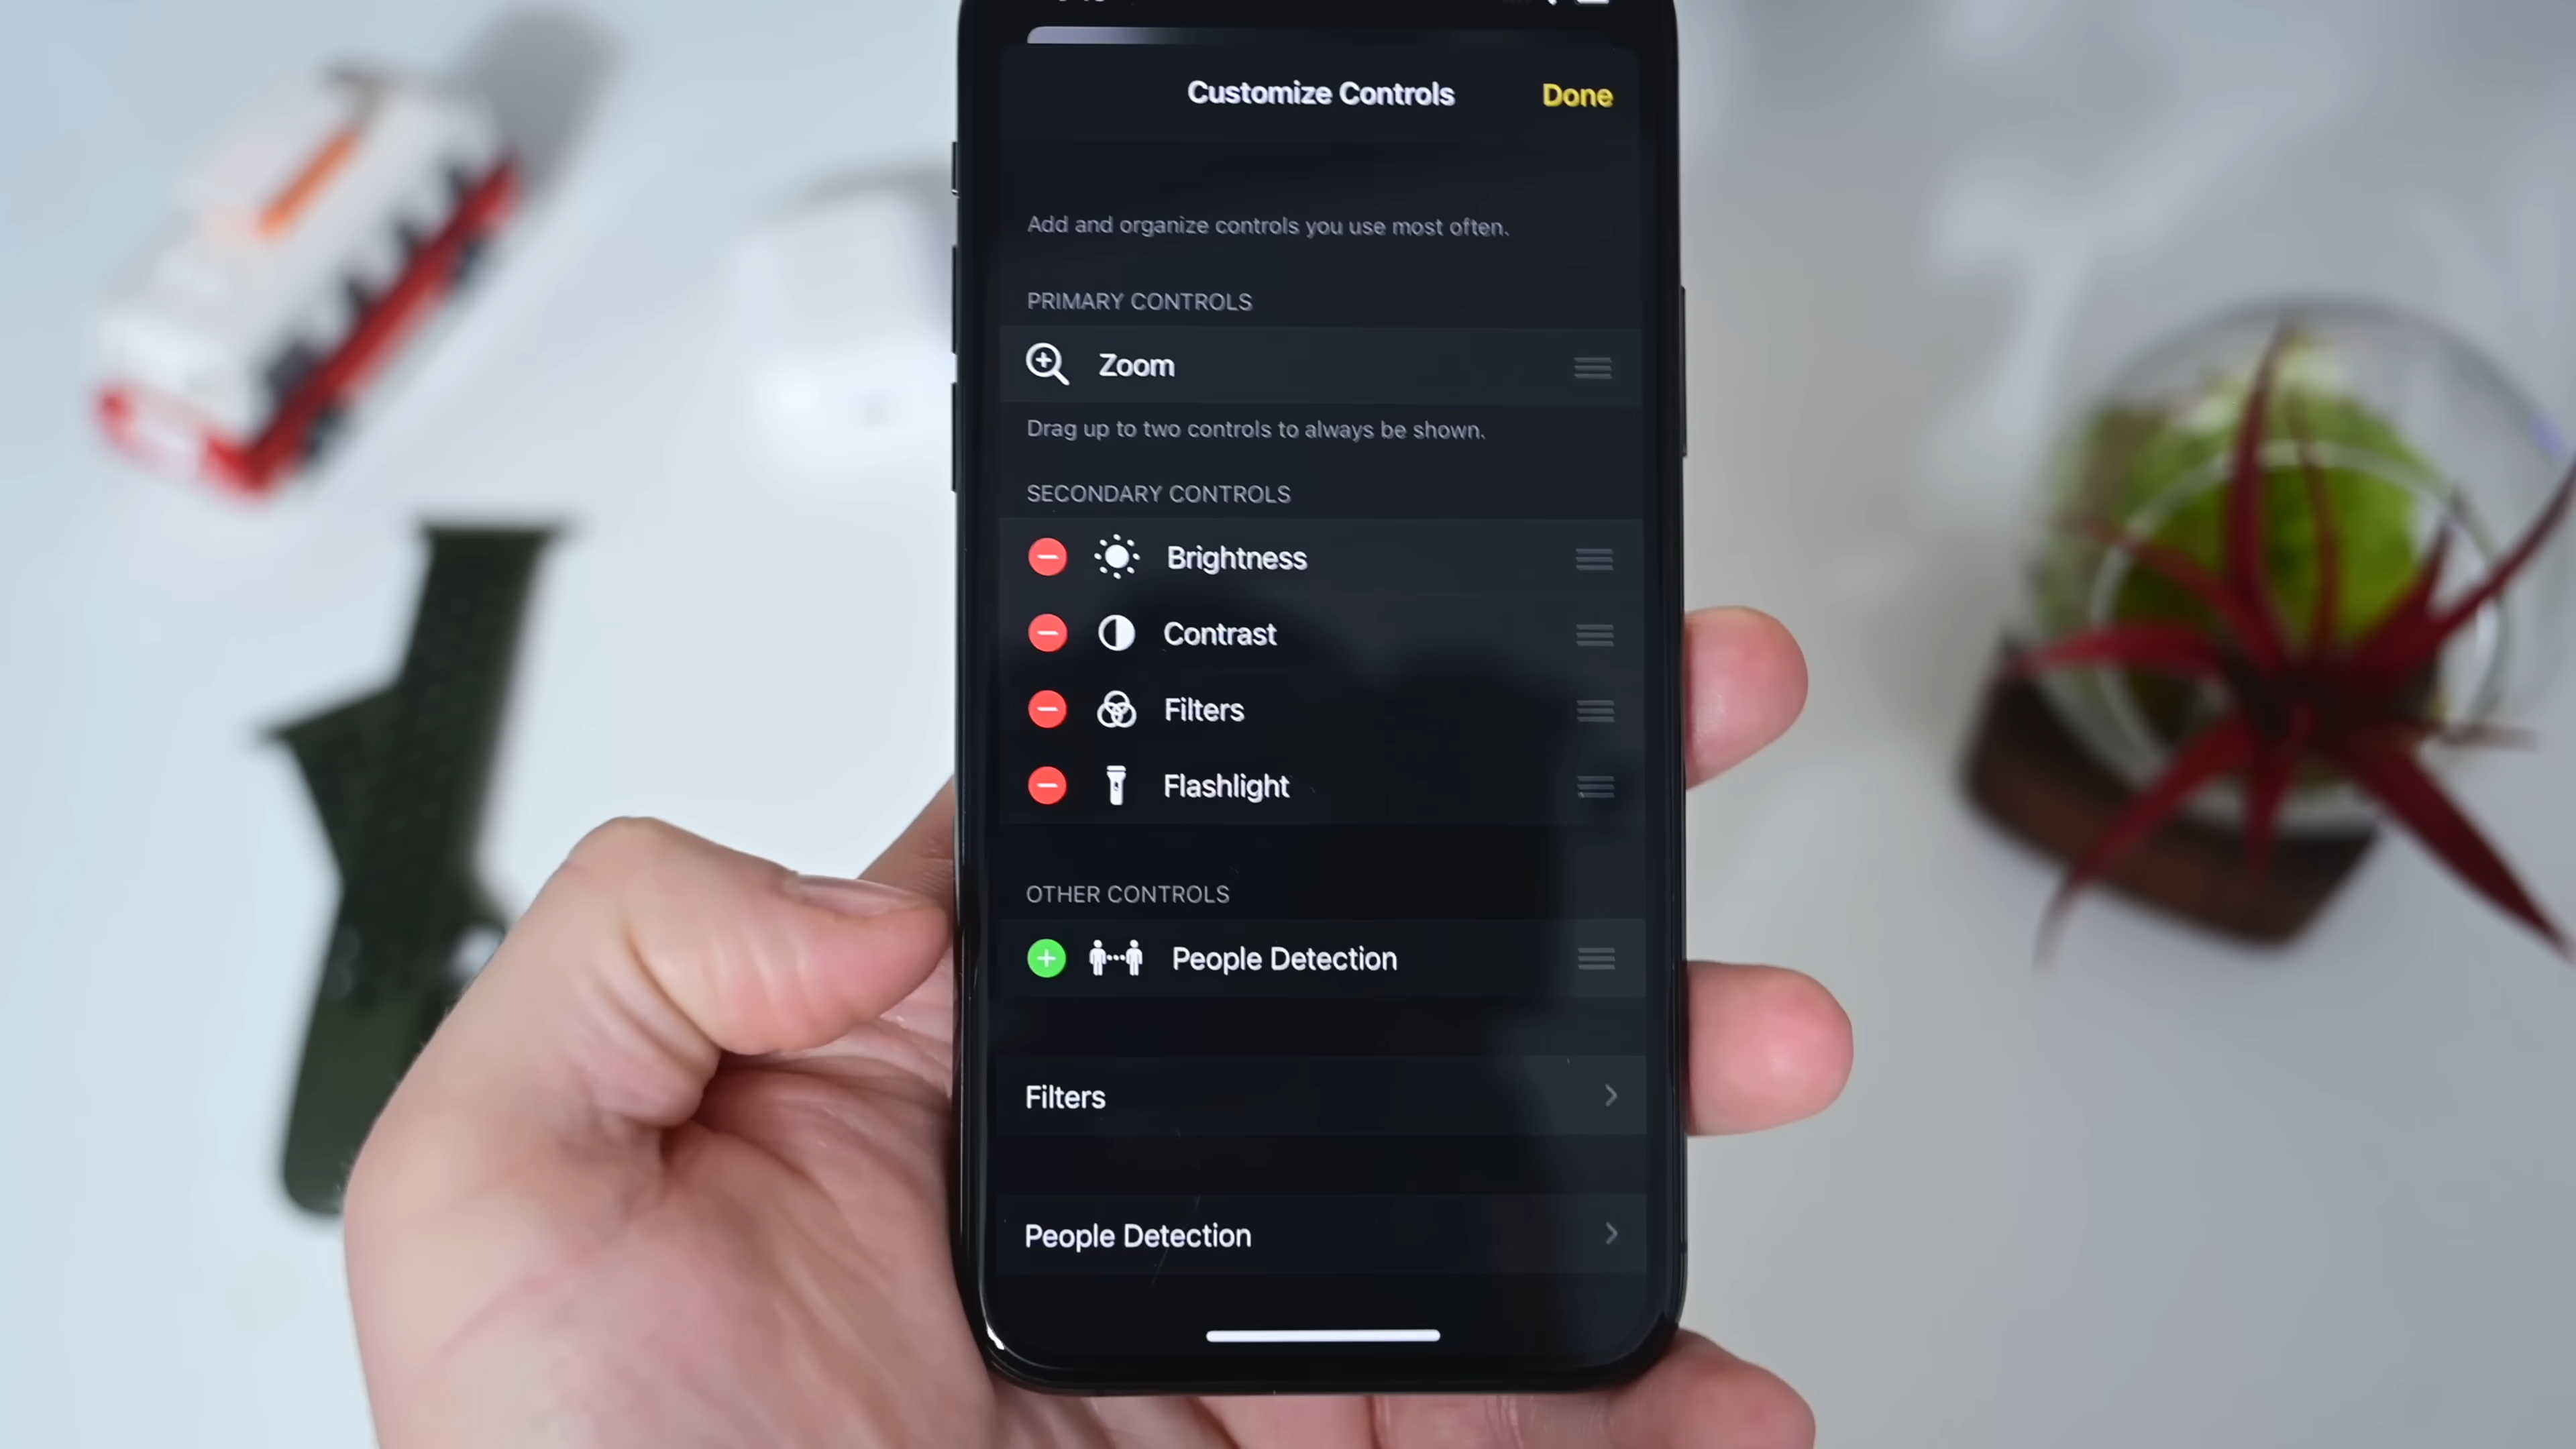 Customize Controls
Done
Add and organize controls you use most often.
PRIMARY CONTROLS
Zoom
Drag up to two controls to always be shown.
SECONDARY CONTROLS
Brightness
Contrast
Filters
Flashlight
OTHER CONTROLS
People Detection
Filters
People Detection